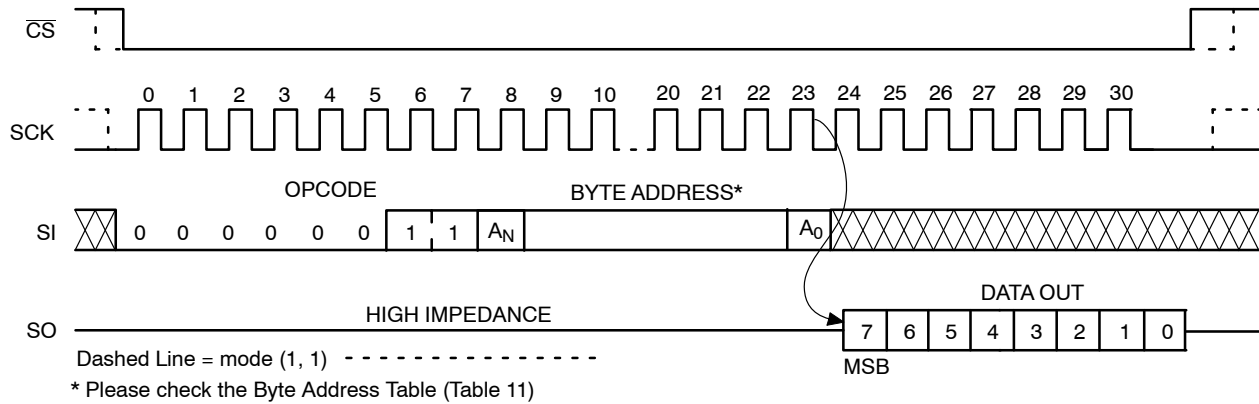 CS
0 1 2 3 4 5 6 7 8 9 10 20 21 22 23 24 25 26 27 28 29 30
SCK
OPCODE BYTE ADDRESS*
SI 0 0 0 0 0 0 1 1 AN A0
DATA OUT
HIGH IMPEDANCE
SO 7 6 5 4 3 2 1 0
Dashed Line = mode (1, 1) - - - - - - - - - - - - - - - - -
MSB
* Please check the Byte Address Table (Table 11)